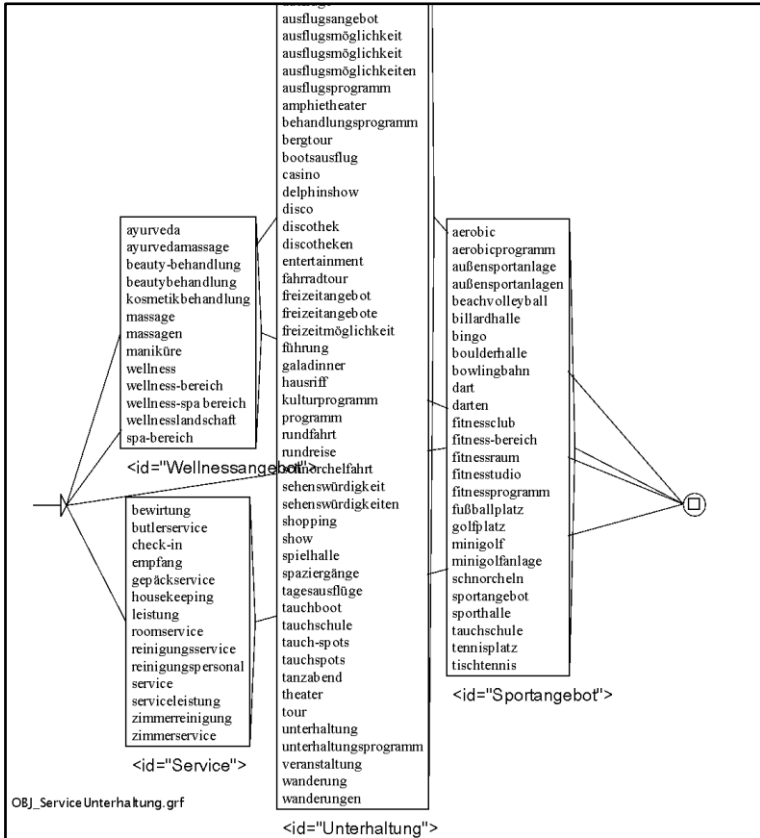 ausflugsangebot
ausflugsmöglichkeit
ausflugsmöglichkeit
ausflugsmöglichkeiten
ausflugsprogramm
amphietheater
behandlungsprogramm
bergtour
bootsausflug
casino
delphinshow
disco
discothek
discotheken
entertainment
fahrradtour
freizeitangebot
freizeitangebote
freizeitmöglichkeit
führung
galadinner
hausriff
kulturprogramm
programm
rundfahrt
rundreise
schnorchelfahrt
sehenswürdigkeit
sehenswürdigkeiten
shopping
show
spielhalle
spaziergänge
tagesausflüge
tauchboot
tauchschule
tauch-spots
tauchspots
tanzabend
theater
tour
unterhaltung
unterhaltungsprogramm
veranstaltung
wanderung
wanderungen
<id="Unterhaltung">
ayurveda
ayurvedamassage
beauty-behandlung
beautybehandlung
kosmetikbehandlung
massage
massagen
maniküre
wellness
wellness-bereich
wellness-spa bereich
wellnesslandschaft
spa-bereich
<id="Wellnessangebot">
bewirtung
butlerservice
check-in
empfang
gepäckservice
housekeeping
leistung
roomservice
reinigungsservice
reinigungspersonal
service
serviceleistung
zimmerreinigung
zimmerservice
<id="Service">
aerobic
aerobicprogramm
außensportanlage
außensportanlagen
beachvolleyball
billardhalle
bingo
boulderhalle
bowlingbahn
dart
darten
fitnessclub
fitness-bereich
fitnessraum
fitnesstudio
fitnessprogramm
fußballplatz
golfplatz
minigolf
minigolfanlage
schnorcheln
sportangebot
sporthalle
tauchschule
tennisplatz
tischtennis
<id="Sportangebot">
OBJ_ServiceUnterhaltung.grf